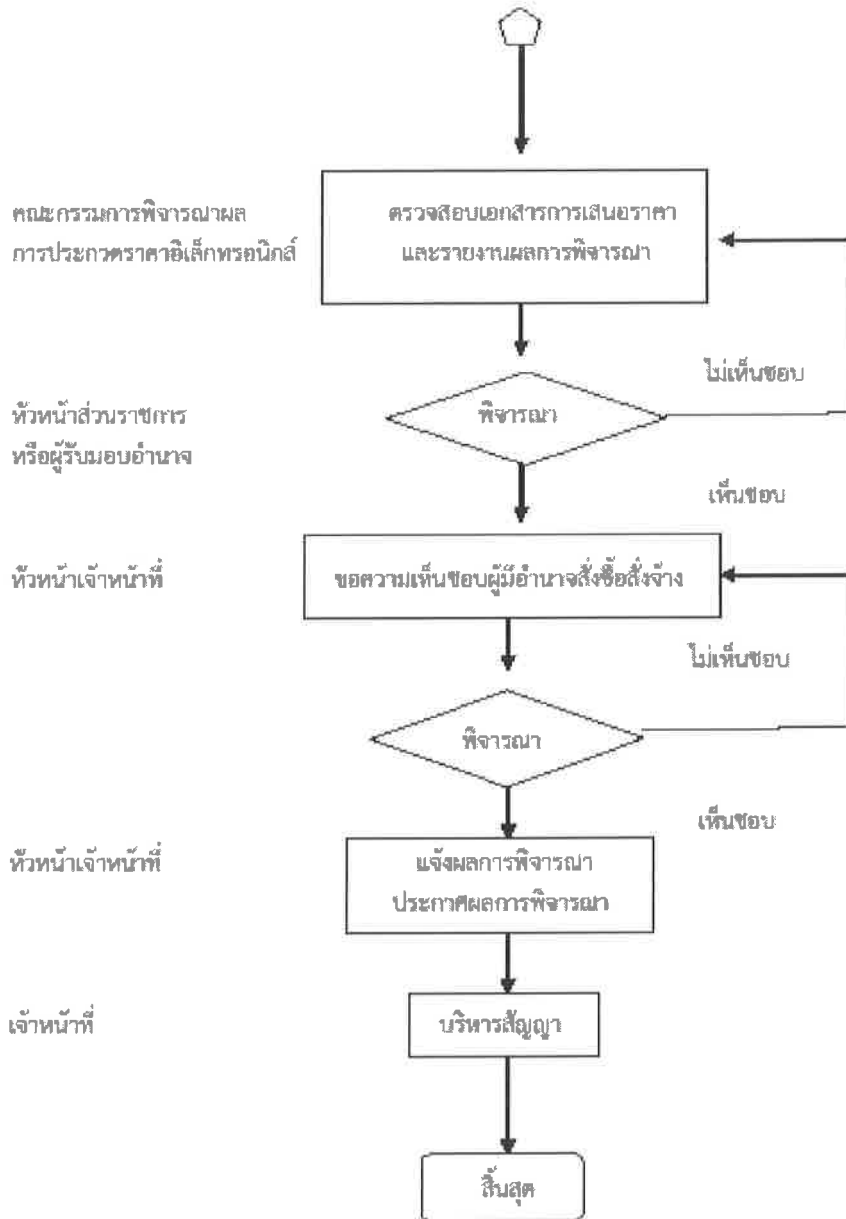 คณะกรรมการพิจารณาผล
การประกวดราคาอิเล็กทรอนิกส์
ตรวจสอบเอกสารการเสนอราคา
และรายงานผลการพิจารณา
ไม่เห็นชอบ
หัวหน้าส่วนราชการ
หรือผู้รับมอบอำนาจ
พิจารณา
เห็นชอบ
หัวหน้าเจ้าหน้าที่
ขอความเห็นชอบผู้มีอำนาจสั่งซื้อสั่งจ้าง
ไม่เห็นชอบ
พิจารณา
เห็นชอบ
หัวหน้าเจ้าหน้าที่
แจ้งผลการพิจารณา
ประกาศผลการพิจารณา
เจ้าหน้าที่
บริหารสัญญา
สิ้นสุด